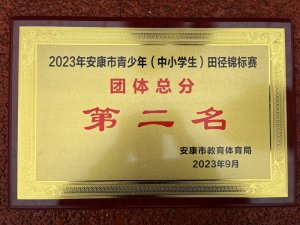 2023年安康市青少年（中小学生）田径锦标赛
团体总分
第二名
安康市教育体育局
2023年9月